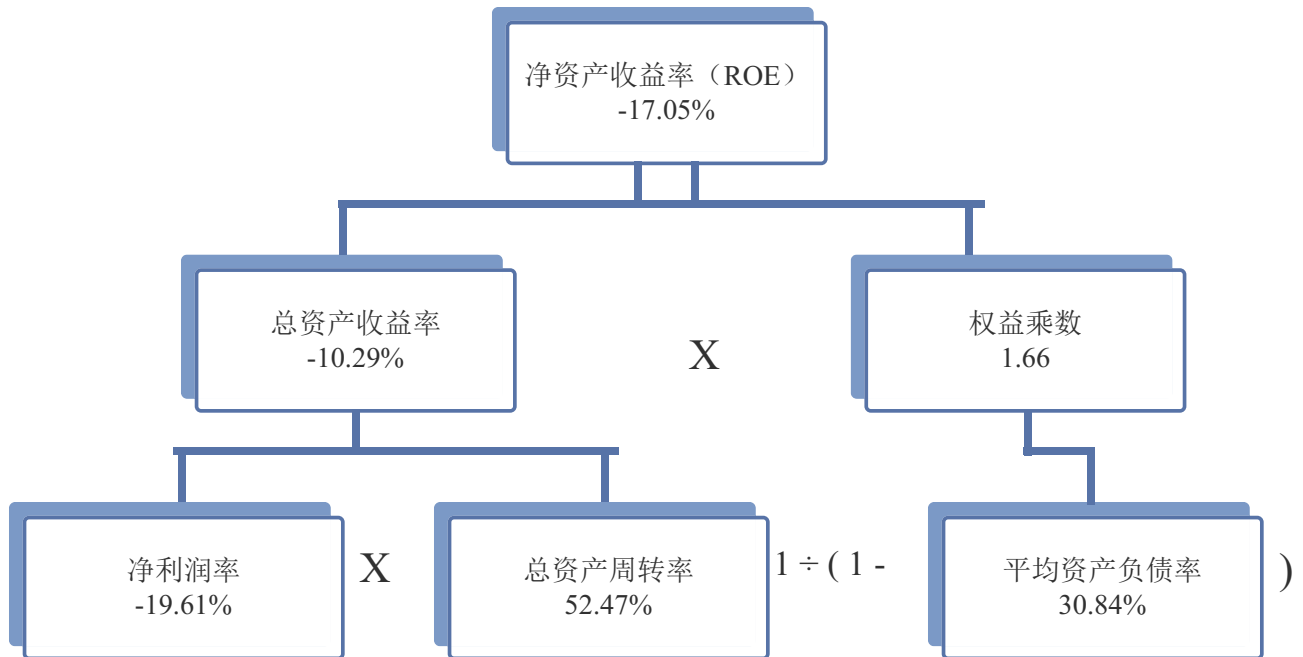 净资产收益率（ROE）
-17.05%
总资产收益率
-10.29%
X
权益乘数
1.66
净利润率
-19.61%
X
总资产周转率
52.47%
1 ÷ ( 1 -
平均资产负债率
30.84%
)